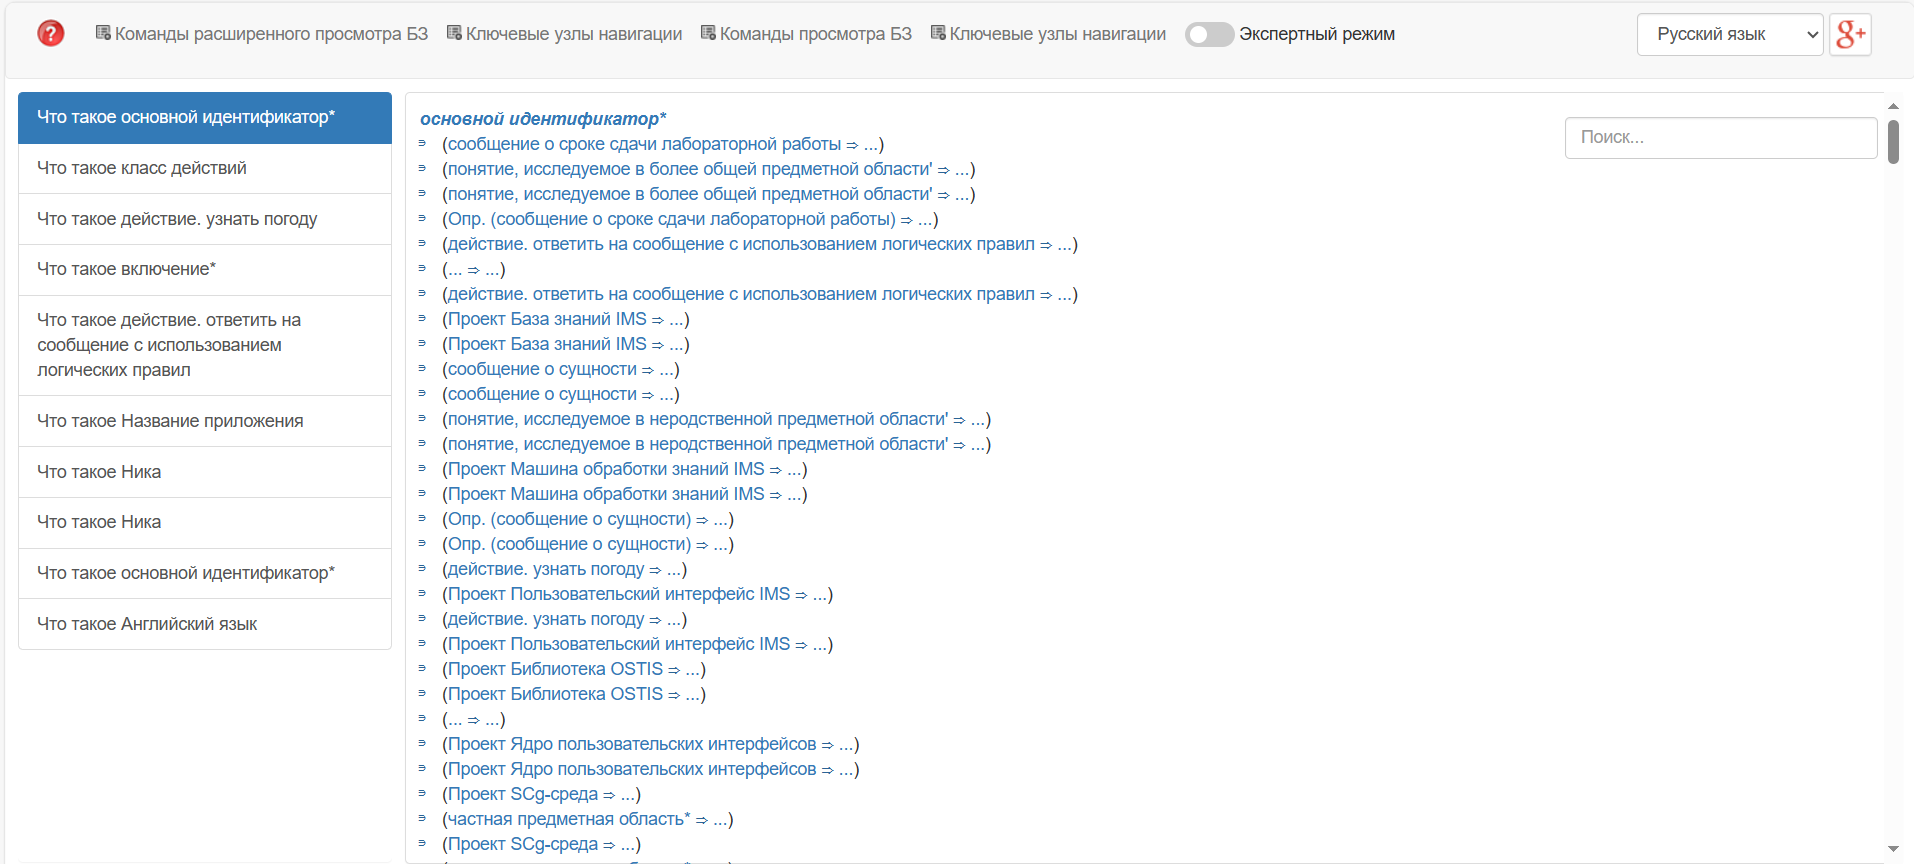 Команды расширенного просмотра БЗ Ключевые узлы навигации Команды просмотра БЗ Ключевые узлы навигации Экспертный режим Русский язык g+
Что такое основной идентификатор*
Что такое класс действий
Что такое действие. узнать погоду
Что такое включение*
Что такое действие. ответить на
сообщение с использованием
логических правил
Что такое Название приложения
Что такое Ника
Что такое Ника
Что такое основной идентификатор*
Что такое Английский язык
основной идентификатор*
Поиск...
∍ (сообщение о сроке сдачи лабораторной работы ⇒ ...)
∍ (понятие, исследуемое в более общей предметной области' ⇒ ...)
∍ (понятие, исследуемое в более общей предметной области' ⇒ ...)
∍ (Опр. (сообщение о сроке сдачи лабораторной работы) ⇒ ...)
∍ (действие. ответить на сообщение с использованием логических правил ⇒ ...)
∍ (... ⇒ ...)
∍ (действие. ответить на сообщение с использованием логических правил ⇒ ...)
∍ (Проект База знаний IMS ⇒ ...)
∍ (Проект База знаний IMS ⇒ ...)
∍ (сообщение о сущности ⇒ ...)
∍ (сообщение о сущности ⇒ ...)
∍ (понятие, исследуемое в неродственной предметной области' ⇒ ...)
∍ (понятие, исследуемое в неродственной предметной области' ⇒ ...)
∍ (Проект Машина обработки знаний IMS ⇒ ...)
∍ (Проект Машина обработки знаний IMS ⇒ ...)
∍ (Опр. (сообщение о сущности) ⇒ ...)
∍ (Опр. (сообщение о сущности) ⇒ ...)
∍ (действие. узнать погоду ⇒ ...)
∍ (Проект Пользовательский интерфейс IMS ⇒ ...)
∍ (действие. узнать погоду ⇒ ...)
∍ (Проект Пользовательский интерфейс IMS ⇒ ...)
∍ (Проект Библиотека OSTIS ⇒ ...)
∍ (Проект Библиотека OSTIS ⇒ ...)
∍ (... ⇒ ...)
∍ (Проект Ядро пользовательских интерфейсов ⇒ ...)
∍ (Проект Ядро пользовательских интерфейсов ⇒ ...)
∍ (Проект SCg-среда ⇒ ...)
∍ (частная предметная область* ⇒ ...)
∍ (Проект SCg-среда ⇒ ...)